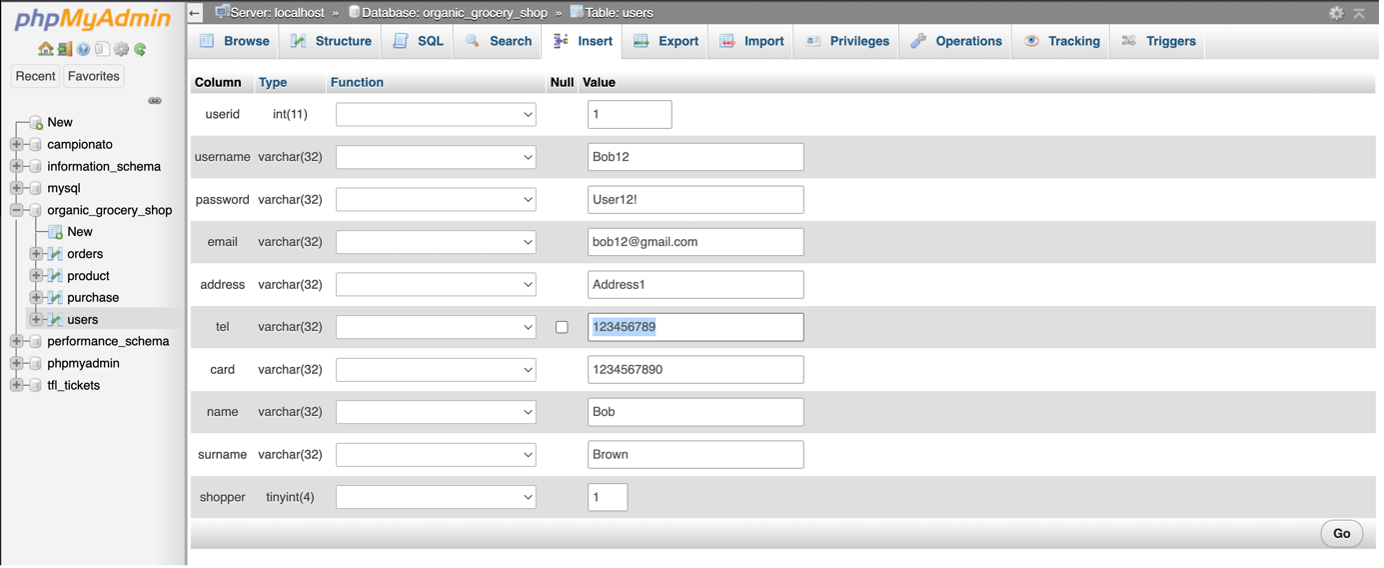 phpMyAdmin
Recent Favorites
New
campionato
information_schema
mysql
organic_grocery_shop
New
orders
product
purchase
users
performance_schema
phpmyadmin
tfl_tickets
Server: localhost » Database: organic_grocery_shop » Table: users
Browse Structure SQL Search Insert Export Import Privileges Operations Tracking Triggers
Column Type Function Null Value
userid int(11) 1
username varchar(32) Bob12
password varchar(32) User12!
email varchar(32) bob12@gmail.com
address varchar(32) Address1
tel varchar(32) 123456789
card varchar(32) 1234567890
name varchar(32) Bob
surname varchar(32) Brown
shopper tinyint(4) 1
Go